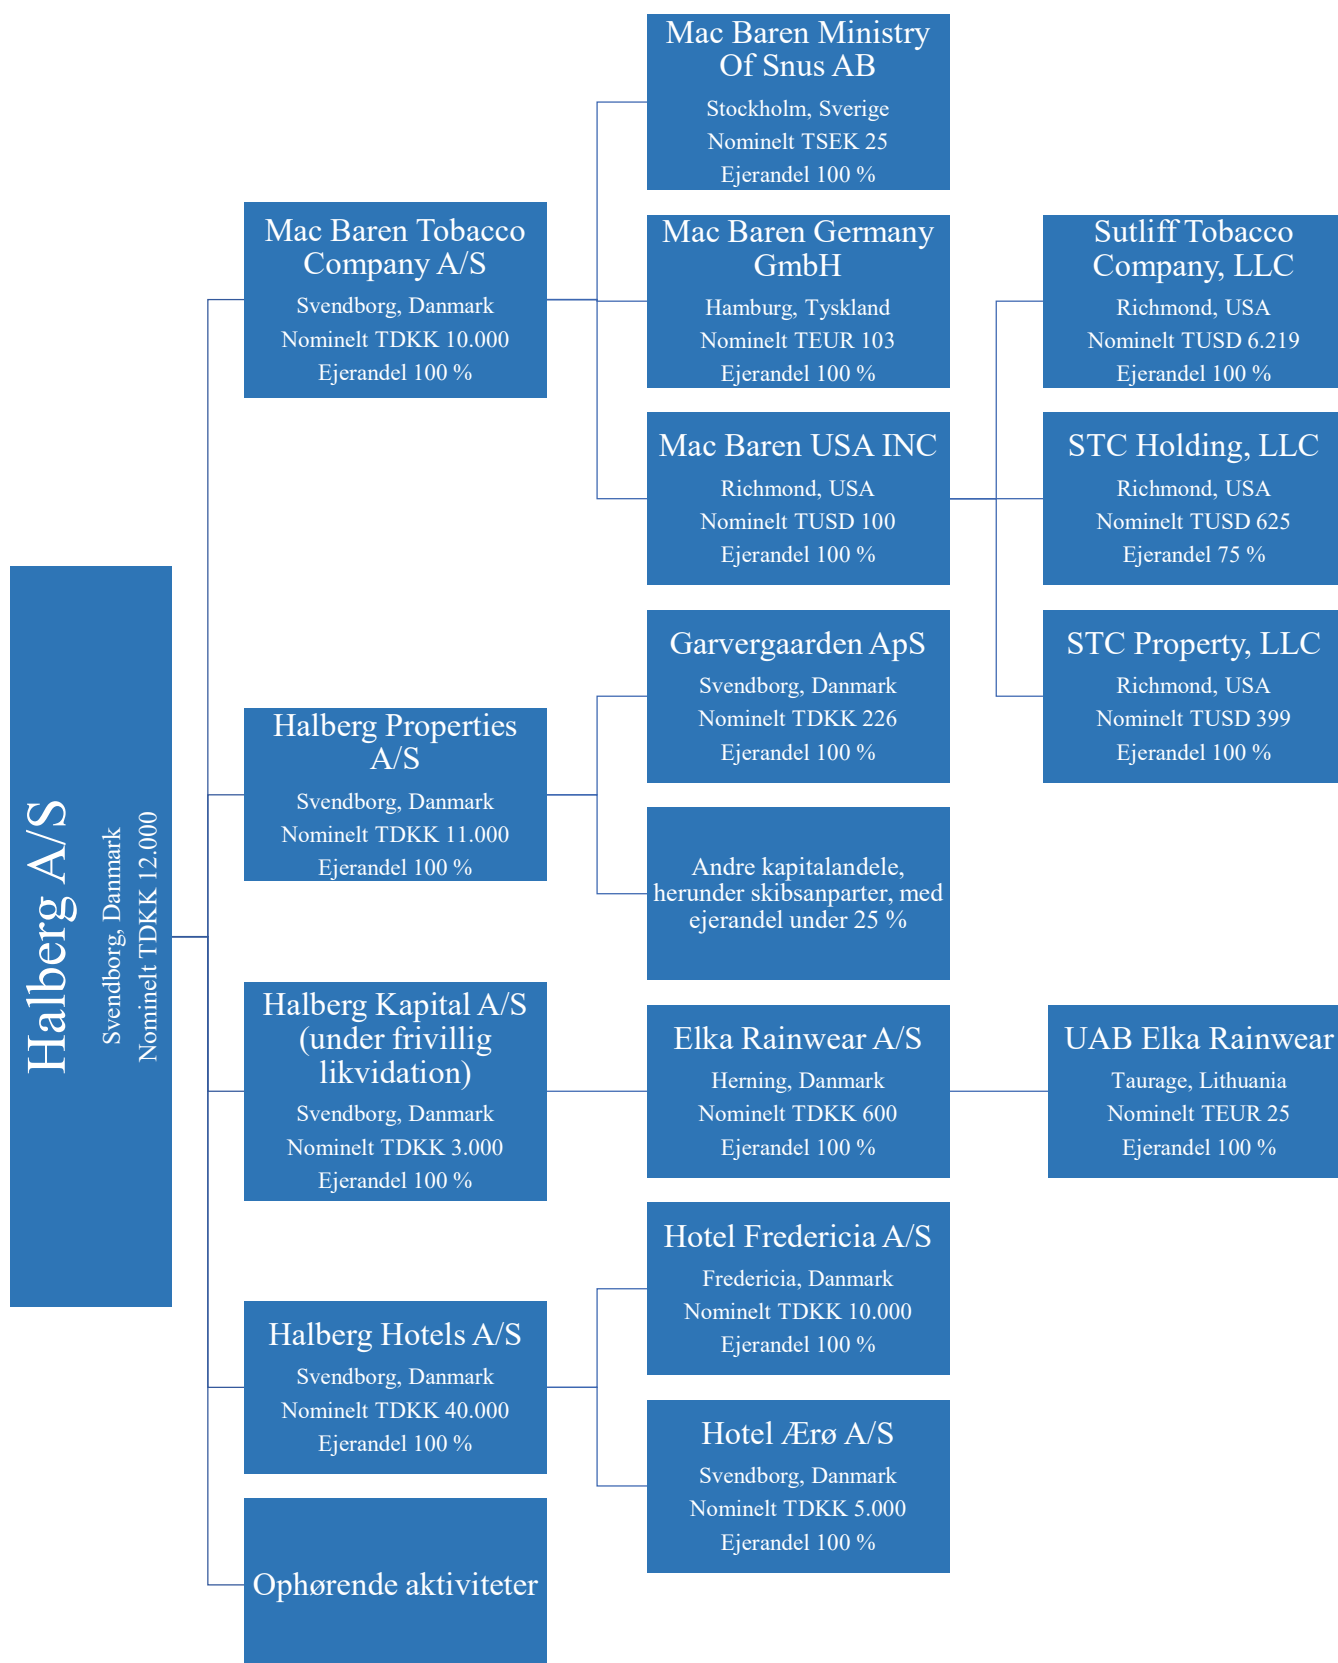 Halberg A/S
Svendborg, Danmark
Nominelt TDKK 12.000
Mac Baren Tobacco
Company A/S
Svendborg, Danmark
Nominelt TDKK 10.000
Ejerandel 100 %
Mac Baren Ministry
Of Snus AB
Stockholm, Sverige
Nominelt TSEK 25
Ejerandel 100 %
Mac Baren Germany
GmbH
Hamburg, Tyskland
Nominelt TEUR 103
Ejerandel 100 %
Mac Baren USA INC
Richmond, USA
Nominelt TUSD 100
Ejerandel 100 %
Sutliff Tobacco
Company, LLC
Richmond, USA
Nominelt TUSD 6.219
Ejerandel 100 %
STC Holding, LLC
Richmond, USA
Nominelt TUSD 625
Ejerandel 75 %
STC Property, LLC
Richmond, USA
Nominelt TUSD 399
Ejerandel 100 %
Halberg Properties
A/S
Svendborg, Danmark
Nominelt TDKK 11.000
Ejerandel 100 %
Garvergaarden ApS
Svendborg, Danmark
Nominelt TDKK 226
Ejerandel 100 %
Andre kapitalandele,
herunder skibsanparter, med
ejerandel under 25 %
Halberg Kapital A/S
(under frivillig
likvidation)
Svendborg, Danmark
Nominelt TDKK 3.000
Ejerandel 100 %
Elka Rainwear A/S
Herning, Danmark
Nominelt TDKK 600
Ejerandel 100 %
UAB Elka Rainwear
Taurage, Lithuania
Nominelt TEUR 25
Ejerandel 100 %
Halberg Hotels A/S
Svendborg, Danmark
Nominelt TDKK 40.000
Ejerandel 100 %
Hotel Fredericia A/S
Fredericia, Danmark
Nominelt TDKK 10.000
Ejerandel 100 %
Hotel Ærø A/S
Svendborg, Danmark
Nominelt TDKK 5.000
Ejerandel 100 %
Ophørende aktiviteter